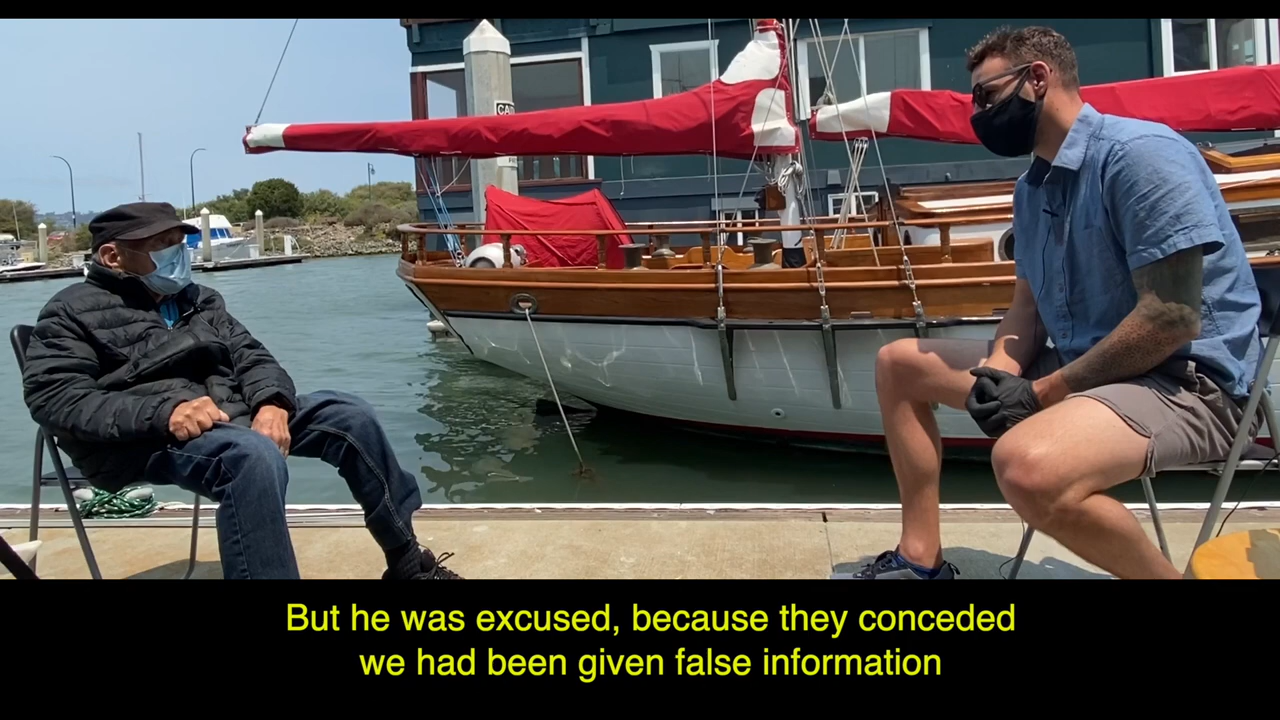 But he was excused, because they conceded
we had been given false information